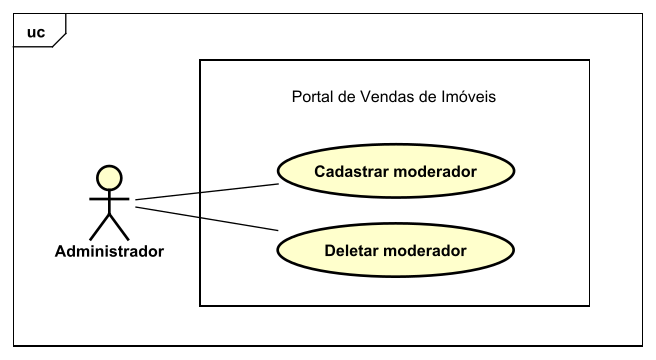 uc
Portal de Vendas de Imóveis
Cadastrar moderador
Administrador
Deletar moderador